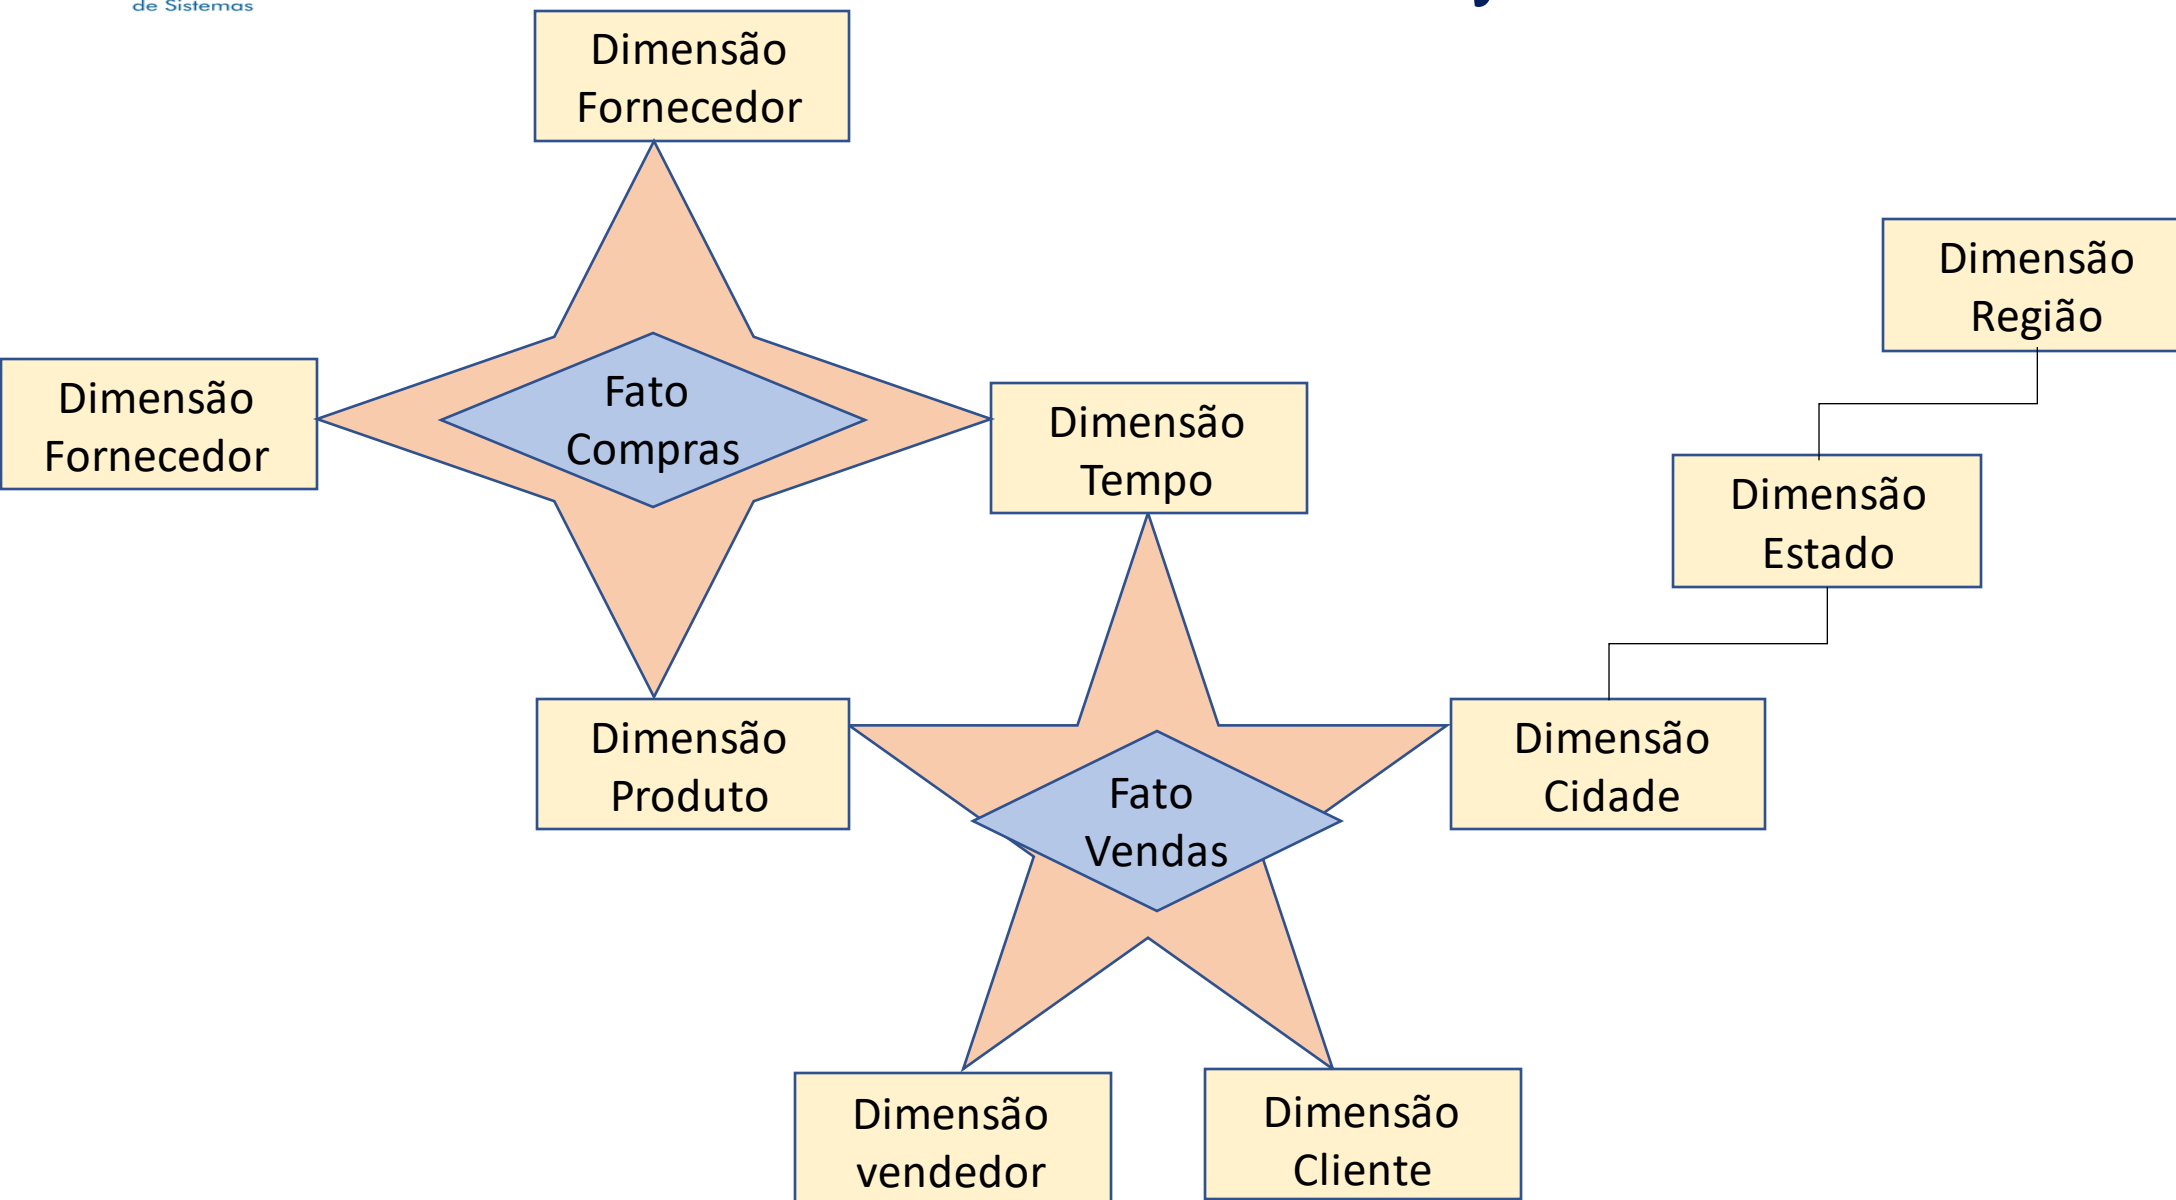 de Sistemas
Dimensão
Fornecedor
Dimensão
Região
Dimensão
Fornecedor
Fato
Compras
Dimensão
Tempo
Dimensão
Estado
Dimensão
Produto
Fato
Vendas
Dimensão
Cidade
Dimensão
vendedor
Dimensão
Cliente